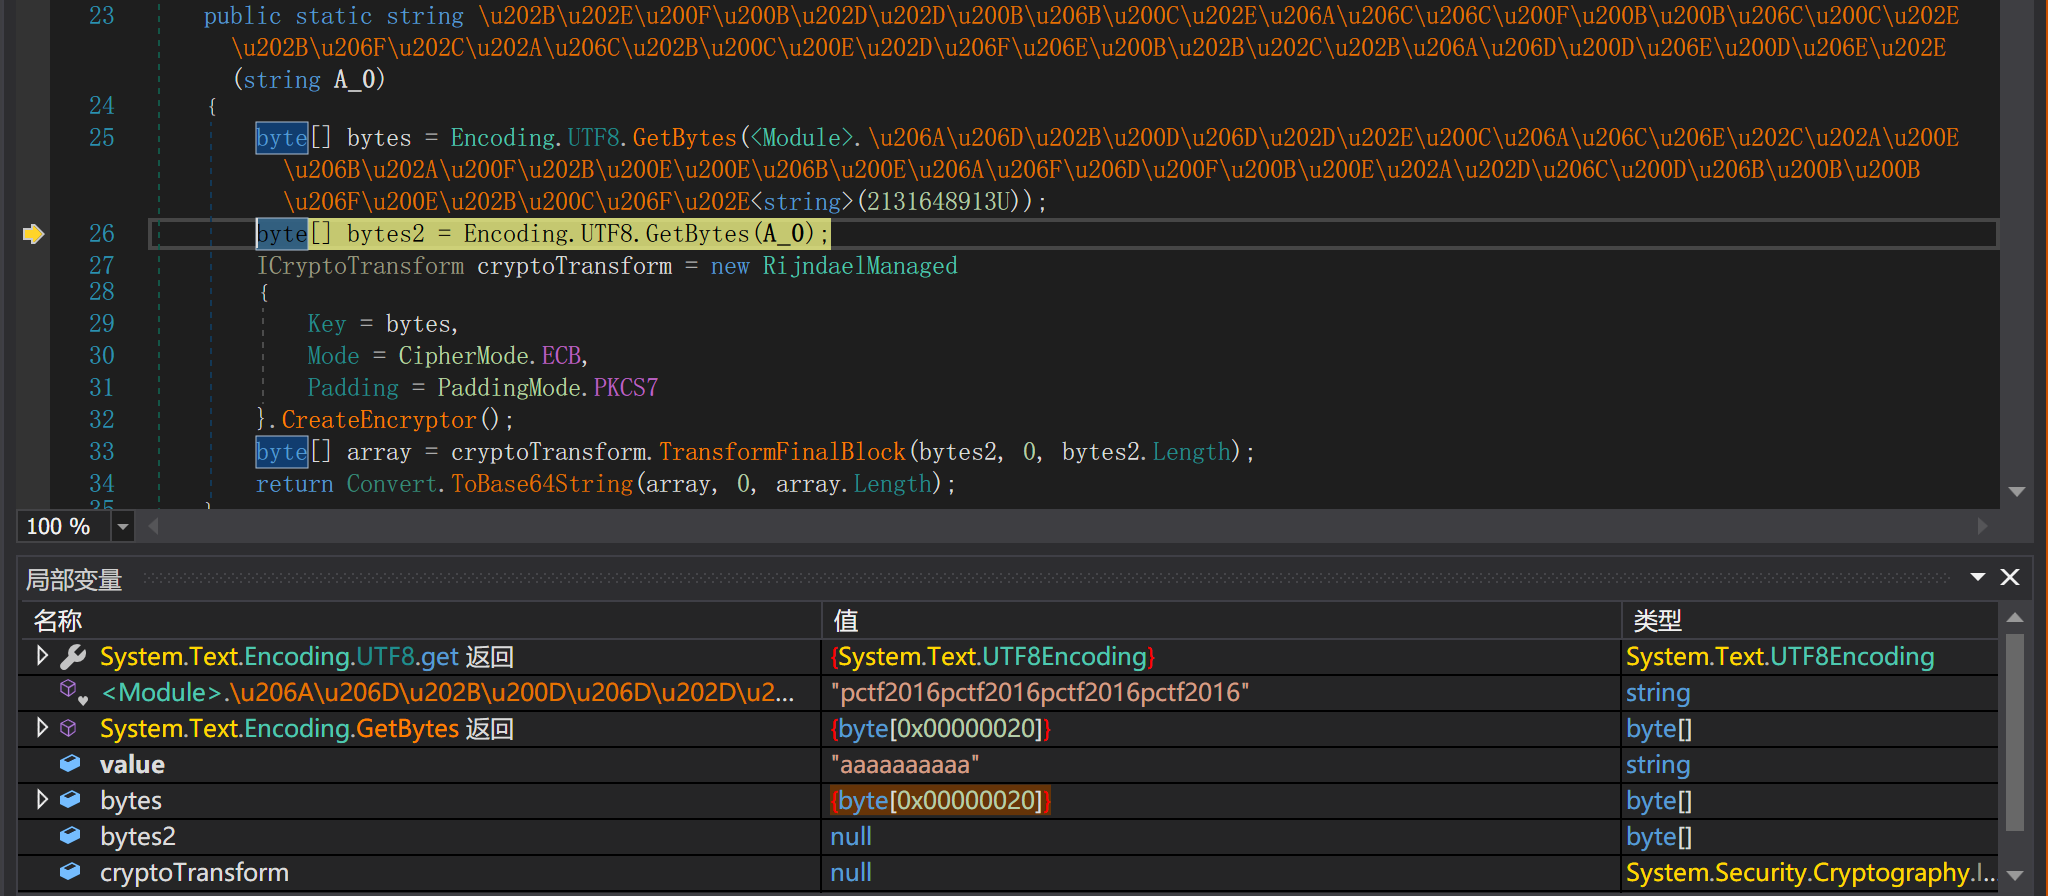 23 public static string \u202B\u202E\u200F\u200B\u202D\u202D\u200B\u206B\u200C\u202E\u206A\u206C\u206C\u200F\u200B\u200B\u206C\u200C\u202E
\u202B\u206F\u202C\u202A\u206C\u202B\u200C\u200E\u202D\u206F\u206E\u200B\u202B\u202C\u202B\u206A\u206D\u200D\u206E\u200D\u206E\u202E
(string A_0)
24 {
25 byte[] bytes = Encoding.UTF8.GetBytes(<Module>.\u206A\u206D\u202B\u200D\u206D\u202D\u202E\u200C\u206A\u206C\u206E\u202C\u202A\u200E
\u206B\u202A\u200F\u202B\u200E\u200E\u206B\u200E\u206A\u206F\u206D\u200F\u200B\u200E\u202A\u202D\u206C\u200D\u206B\u200B\u200B
\u206F\u200E\u202B\u200C\u206F\u202E<string>(2131648913U));
26 byte[] bytes2 = Encoding.UTF8.GetBytes(A_0);
27 ICryptoTransform cryptoTransform = new RijndaelManaged
28 {
29 Key = bytes,
30 Mode = CipherMode.ECB,
31 Padding = PaddingMode.PKCS7
32 }.CreateEncryptor();
33 byte[] array = cryptoTransform.TransformFinalBlock(bytes2, 0, bytes2.Length);
34 return Convert.ToBase64String(array, 0, array.Length);
35 }
100 %
局部变量
名称 值 类型
System.Text.Encoding.UTF8.get 返回 {System.Text.UTF8Encoding} System.Text.UTF8Encoding
<Module>.\u206A\u206D\u202B\u200D\u206D\u202D\u2... "pctf2016pctf2016pctf2016pctf2016" string
System.Text.Encoding.GetBytes 返回 {byte[0x00000020]} byte[]
value "aaaaaaaaaa" string
bytes {byte[0x00000020]} byte[]
bytes2 null byte[]
cryptoTransform null System.Security.Cryptography.I...